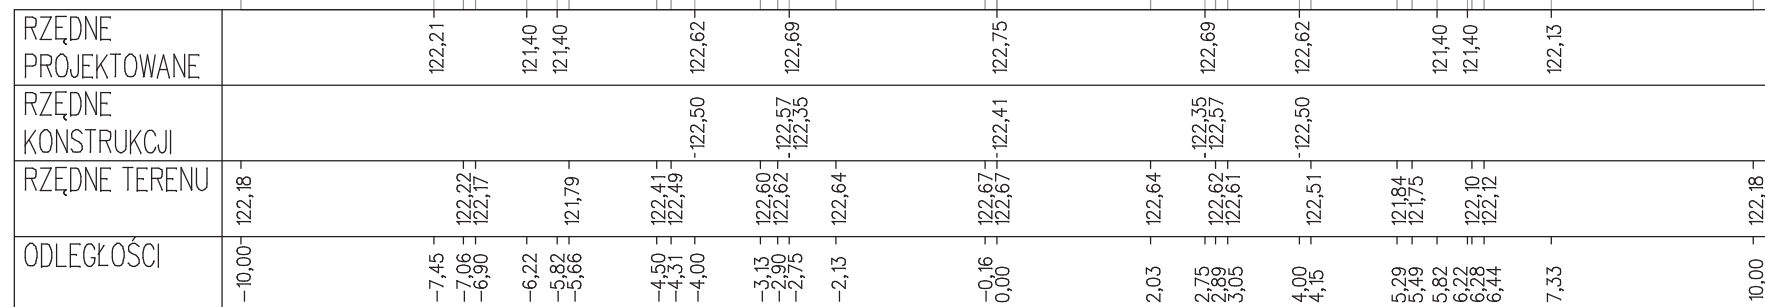 RZĘDNE
PROJEKTOWANE
122,21 121,40 121,40 122,62 122,69 122,75 122,69 122,62 121,40 121,40 122,13
RZĘDNE
KONSTRUKCJI
122,50 122,57 122,35 122,41 122,35 122,57 122,50
RZĘDNE TERENU
122,18 122,22 122,17 121,79 122,41 122,49 122,60 122,62 122,64 122,67 122,67 122,64 122,62 122,61 122,51 121,84 121,75 122,10 122,12 122,18
ODLEGŁOŚCI
-10,00 -7,45 -7,06 -6,90 -6,22 -5,82 -5,66 -4,50 -4,31 -4,00 -3,13 -2,90 -2,75 -2,13 -0,16 0,00 2,03 2,75 2,89 3,05 4,00 4,15 5,29 5,49 5,82 6,22 6,28 6,44 7,33 10,00